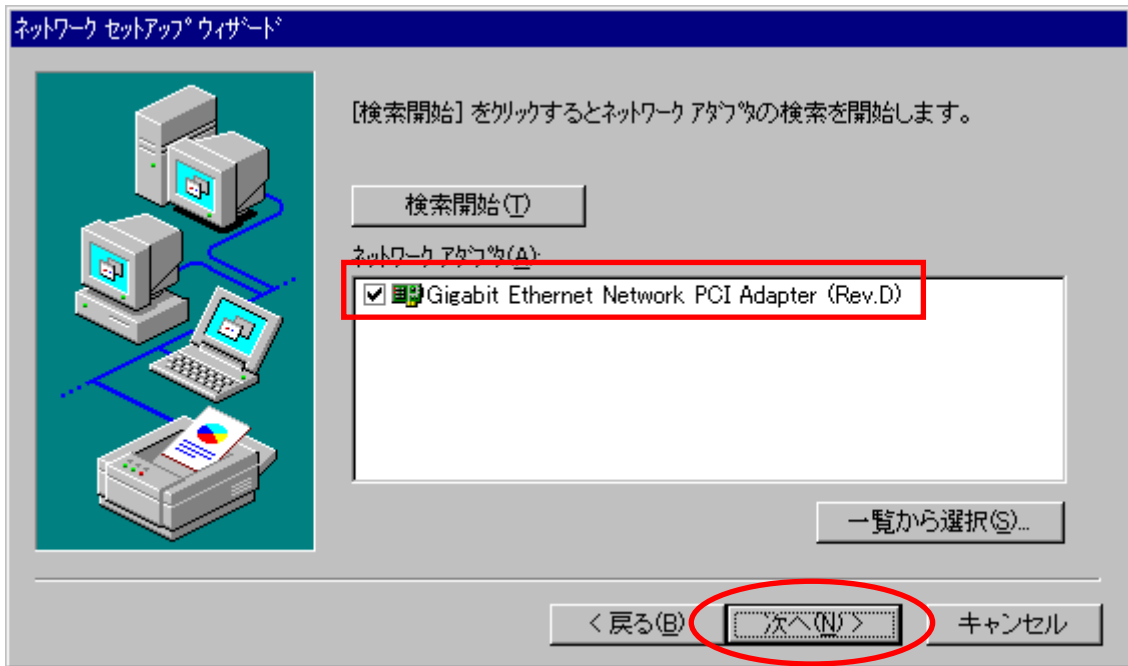 ネットワーク セットアップ ウィザード
[検索開始] をクリックするとネットワーク アダプタの検索を開始します。
検索開始(T)
ネットワーク アダプタ(A):
Gigabit Ethernet Network PCI Adapter (Rev.D)
一覧から選択(S)...
< 戻る(B)
次へ(N) >
キャンセル